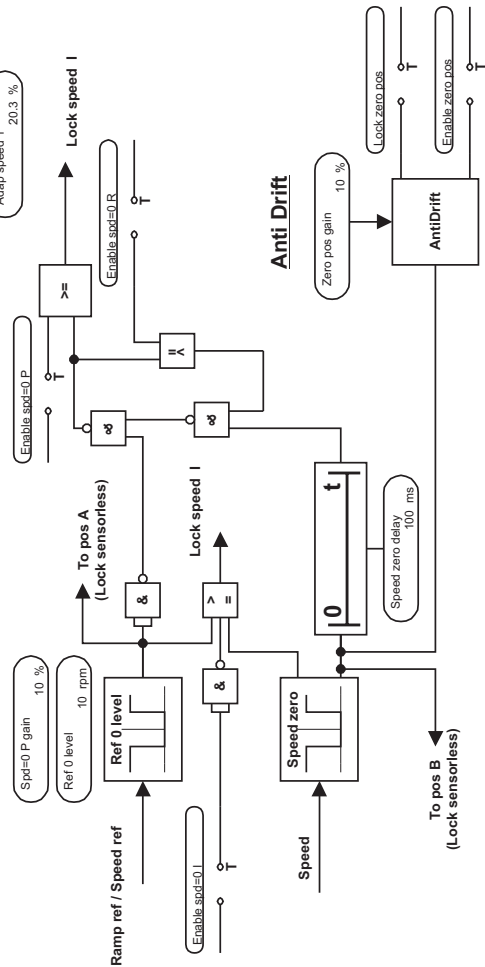 Adap speed I
20.3 %
Lock speed I
>=
Enable spd=0 P
T
Enable spd=0 R
T
>=
&
&
To pos A
(Lock sensorless)
Lock speed I
&
>
=
&
Spd=0 P gain
10 %
Ref 0 level
10 rpm
Ref 0 level
Ramp ref / Speed ref
Enable spd=0 I
T
Speed zero
Speed
To pos B
(Lock sensorless)
0
t
Speed zero delay
100 ms
Anti Drift
Zero pos gain
10 %
AntiDrift
Lock zero pos
T
Enable zero pos
T